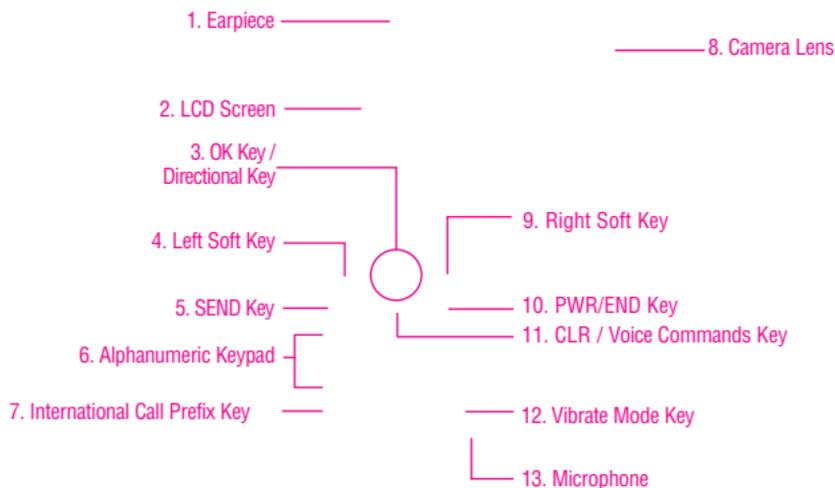 1. Earpiece
2. LCD Screen
3. OK Key /
Directional Key
4. Left Soft Key
5. SEND Key
6. Alphanumeric Keypad
7. International Call Prefix Key
8. Camera Lens
9. Right Soft Key
10. PWR/END Key
11. CLR / Voice Commands Key
12. Vibrate Mode Key
13. Microphone